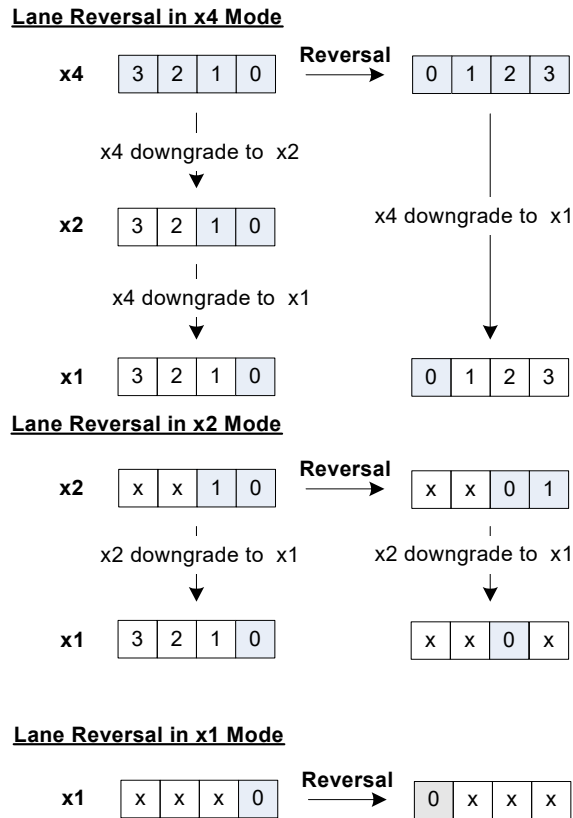 Lane Reversal in x4 Mode
x4 3 2 1 0 Reversal 0 1 2 3
x4 downgrade to x2
x2 3 2 1 0 x4 downgrade to x1
x4 downgrade to x1
x1 3 2 1 0 0 1 2 3
Lane Reversal in x2 Mode
x2 x x 1 0 Reversal x x 0 1
x2 downgrade to x1 x2 downgrade to x1
x1 3 2 1 0 x x 0 x
Lane Reversal in x1 Mode
x1 x x x 0 Reversal 0 x x x